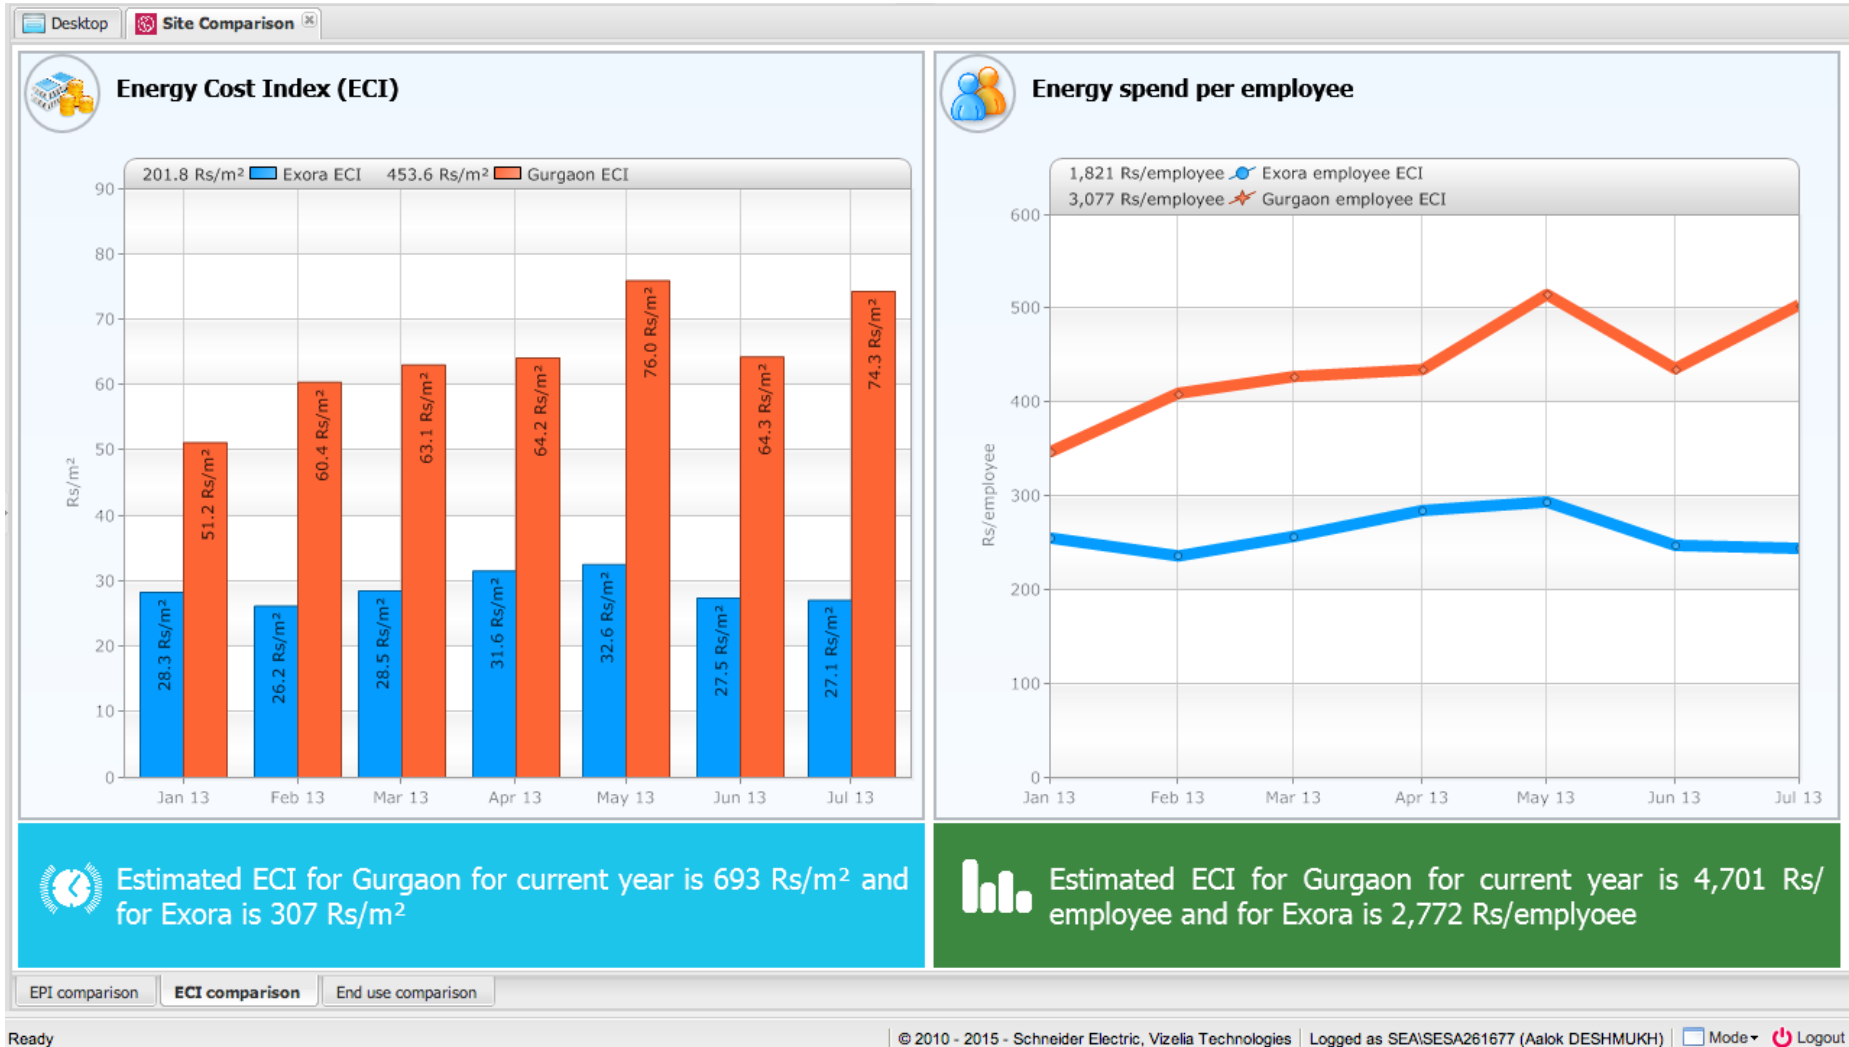 Desktop
Site Comparison
Energy Cost Index (ECI)
201.8 Rs/m² Exora ECI 453.6 Rs/m² Gurgaon ECI
90
80
70
60
50
40
30
20
10
0
Rs/m²
28.3 Rs/m²
51.2 Rs/m²
26.2 Rs/m²
60.4 Rs/m²
28.5 Rs/m²
63.1 Rs/m²
31.6 Rs/m²
64.2 Rs/m²
32.6 Rs/m²
76.0 Rs/m²
27.5 Rs/m²
64.3 Rs/m²
27.1 Rs/m²
74.3 Rs/m²
Jan 13 Feb 13 Mar 13 Apr 13 May 13 Jun 13 Jul 13
Energy spend per employee
1,821 Rs/employee Exora employee ECI
3,077 Rs/employee Gurgaon employee ECI
600
500
400
300
200
100
0
Rs/employee
Jan 13 Feb 13 Mar 13 Apr 13 May 13 Jun 13 Jul 13
Estimated ECI for Gurgaon for current year is 693 Rs/m² and
for Exora is 307 Rs/m²
Estimated ECI for Gurgaon for current year is 4,701 Rs/
employee and for Exora is 2,772 Rs/emplyoee
EPI comparison ECI comparison End use comparison
Ready
© 2010 - 2015 - Schneider Electric, Vizelia Technologies Logged as SEA\SESA261677 (Aalok DESHMUKH) Mode Logout